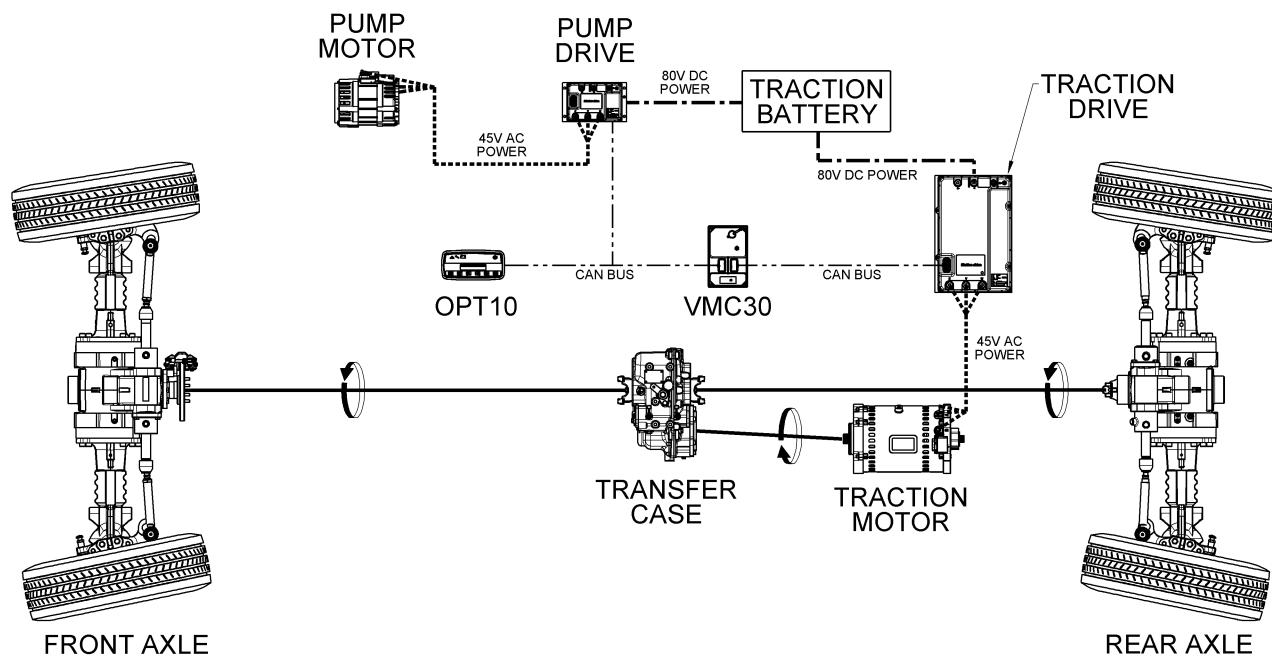 PUMP
MOTOR
PUMP
DRIVE
80V DC
POWER
TRACTION
BATTERY
TRACTION
DRIVE
45V AC
POWER
80V DC POWER
CAN BUS
CAN BUS
OPT10
VMC30
45V AC
POWER
TRANSFER
CASE
TRACTION
MOTOR
FRONT AXLE
REAR AXLE